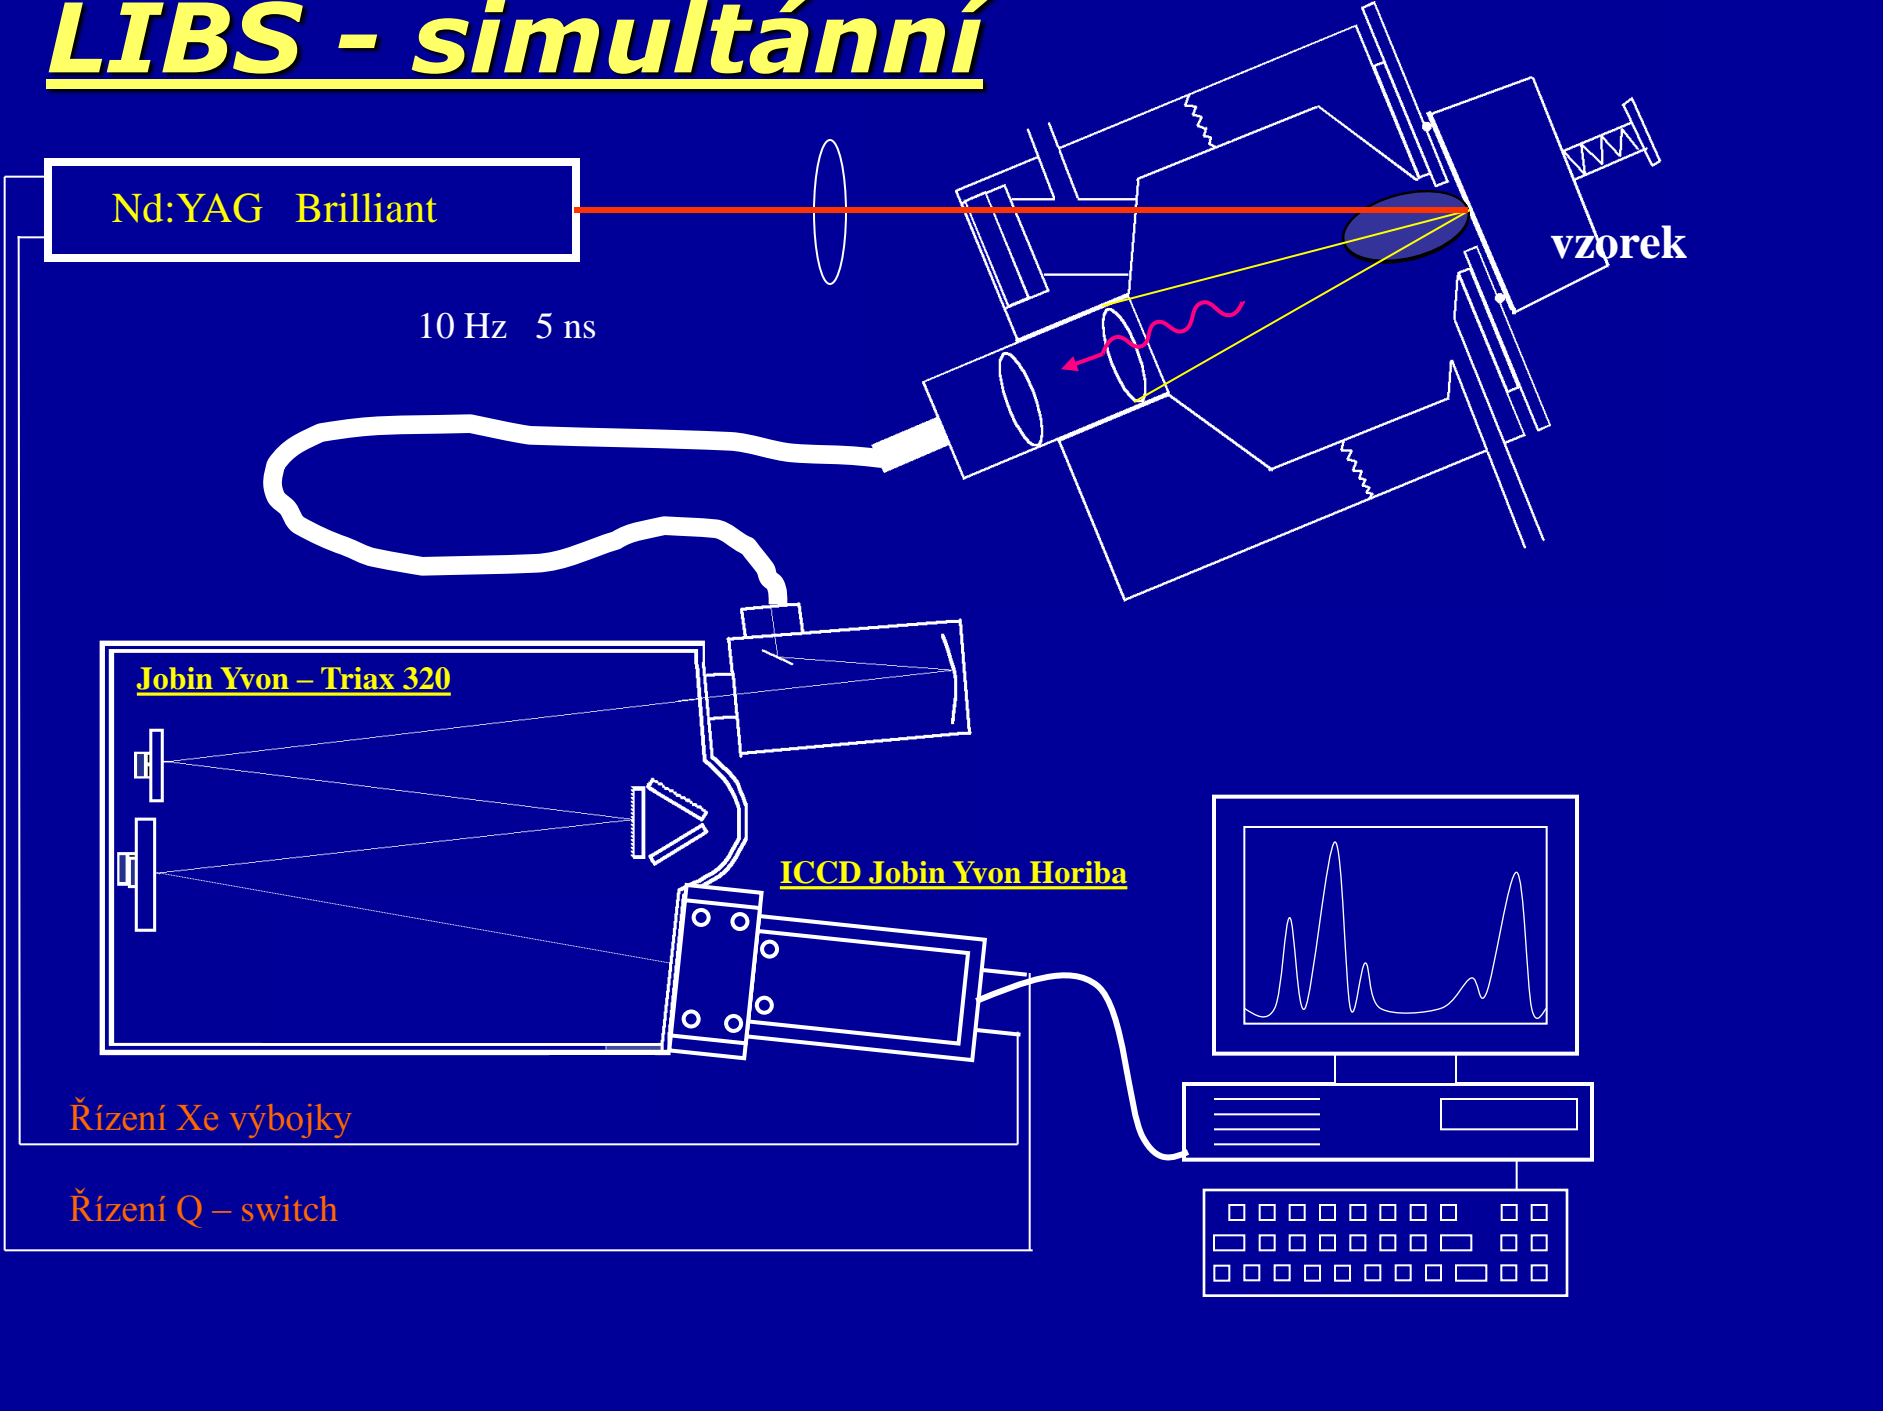 LIBS - simultánní
Nd:YAG Brilliant
vzorek
10 Hz 5 ns
Jobin Yvon – Triax 320
ICCD Jobin Yvon Horiba
Řízení Xe výbojky
Řízení Q – switch